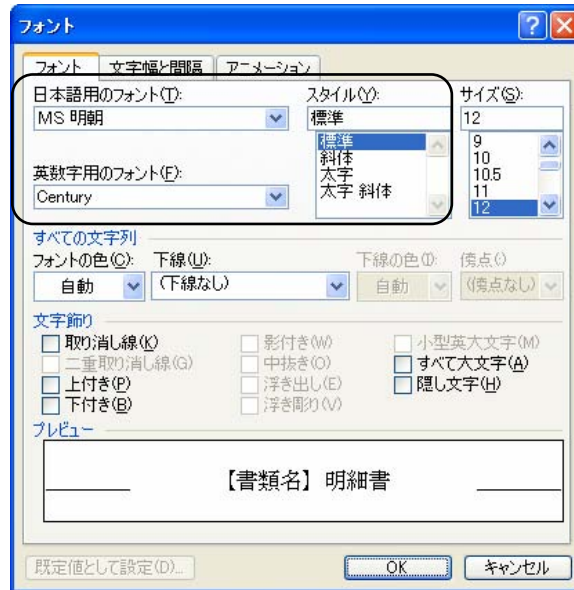 フォント
フォント 文字幅と間隔 アニメーション
日本語用のフォント(T): スタイル(Y): サイズ(S):
MS 明朝 標準 12
標準 9
斜体 10
太字 10.5
太字 斜体 11
12
英数字用のフォント(F):
Century
すべての文字列
フォントの色(C): 下線(U): 下線の色(I): 傍点(:)
自動 (下線なし) 自動 (傍点なし)
文字飾り
取り消し線(K) 影付き(W) 小型英大文字(M)
二重取り消し線(G) 中抜き(O) すべて大文字(A)
上付き(P) 浮き出し(E) 隠し文字(H)
下付き(B) 浮き彫り(V)
プレビュー
【書類名】明細書
既定値として設定(D)... OK キャンセル